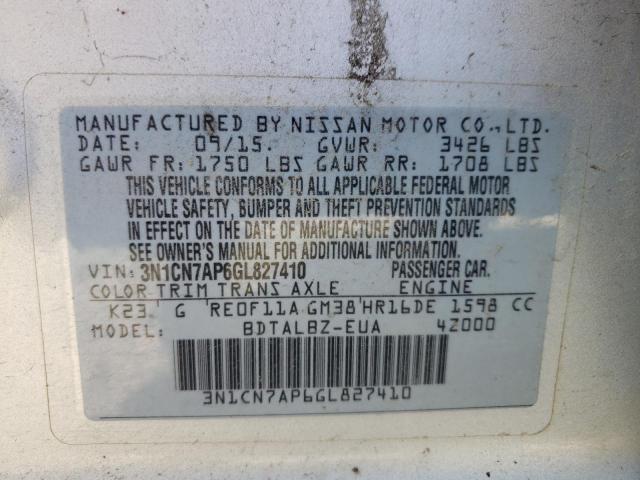 MANUFACTURED BY NISSAN MOTOR CO.,LTD.
DATE: 09/15 GVWR: 3426 LBS
GAWR FR: 1750 LBS GAWR RR: 1708 LBS
THIS VEHICLE CONFORMS TO ALL APPLICABLE FEDERAL MOTOR
VEHICLE SAFETY, BUMPER AND THEFT PREVENTION STANDARDS
IN EFFECT ON THE DATE OF MANUFACTURE SHOWN ABOVE.
SEE OWNER'S MANUAL FOR ADDITIONAL INFORMATION.
VIN: 3N1CN7AP6GL827410 PASSENGER CAR.
COLOR TRIM TRANS AXLE ENGINE
K23 G RE0F11A GM38 HR16DE 1598 CC
MODEL: BDTALBZ-EUA 4Z000
3N1CN7AP6GL827410